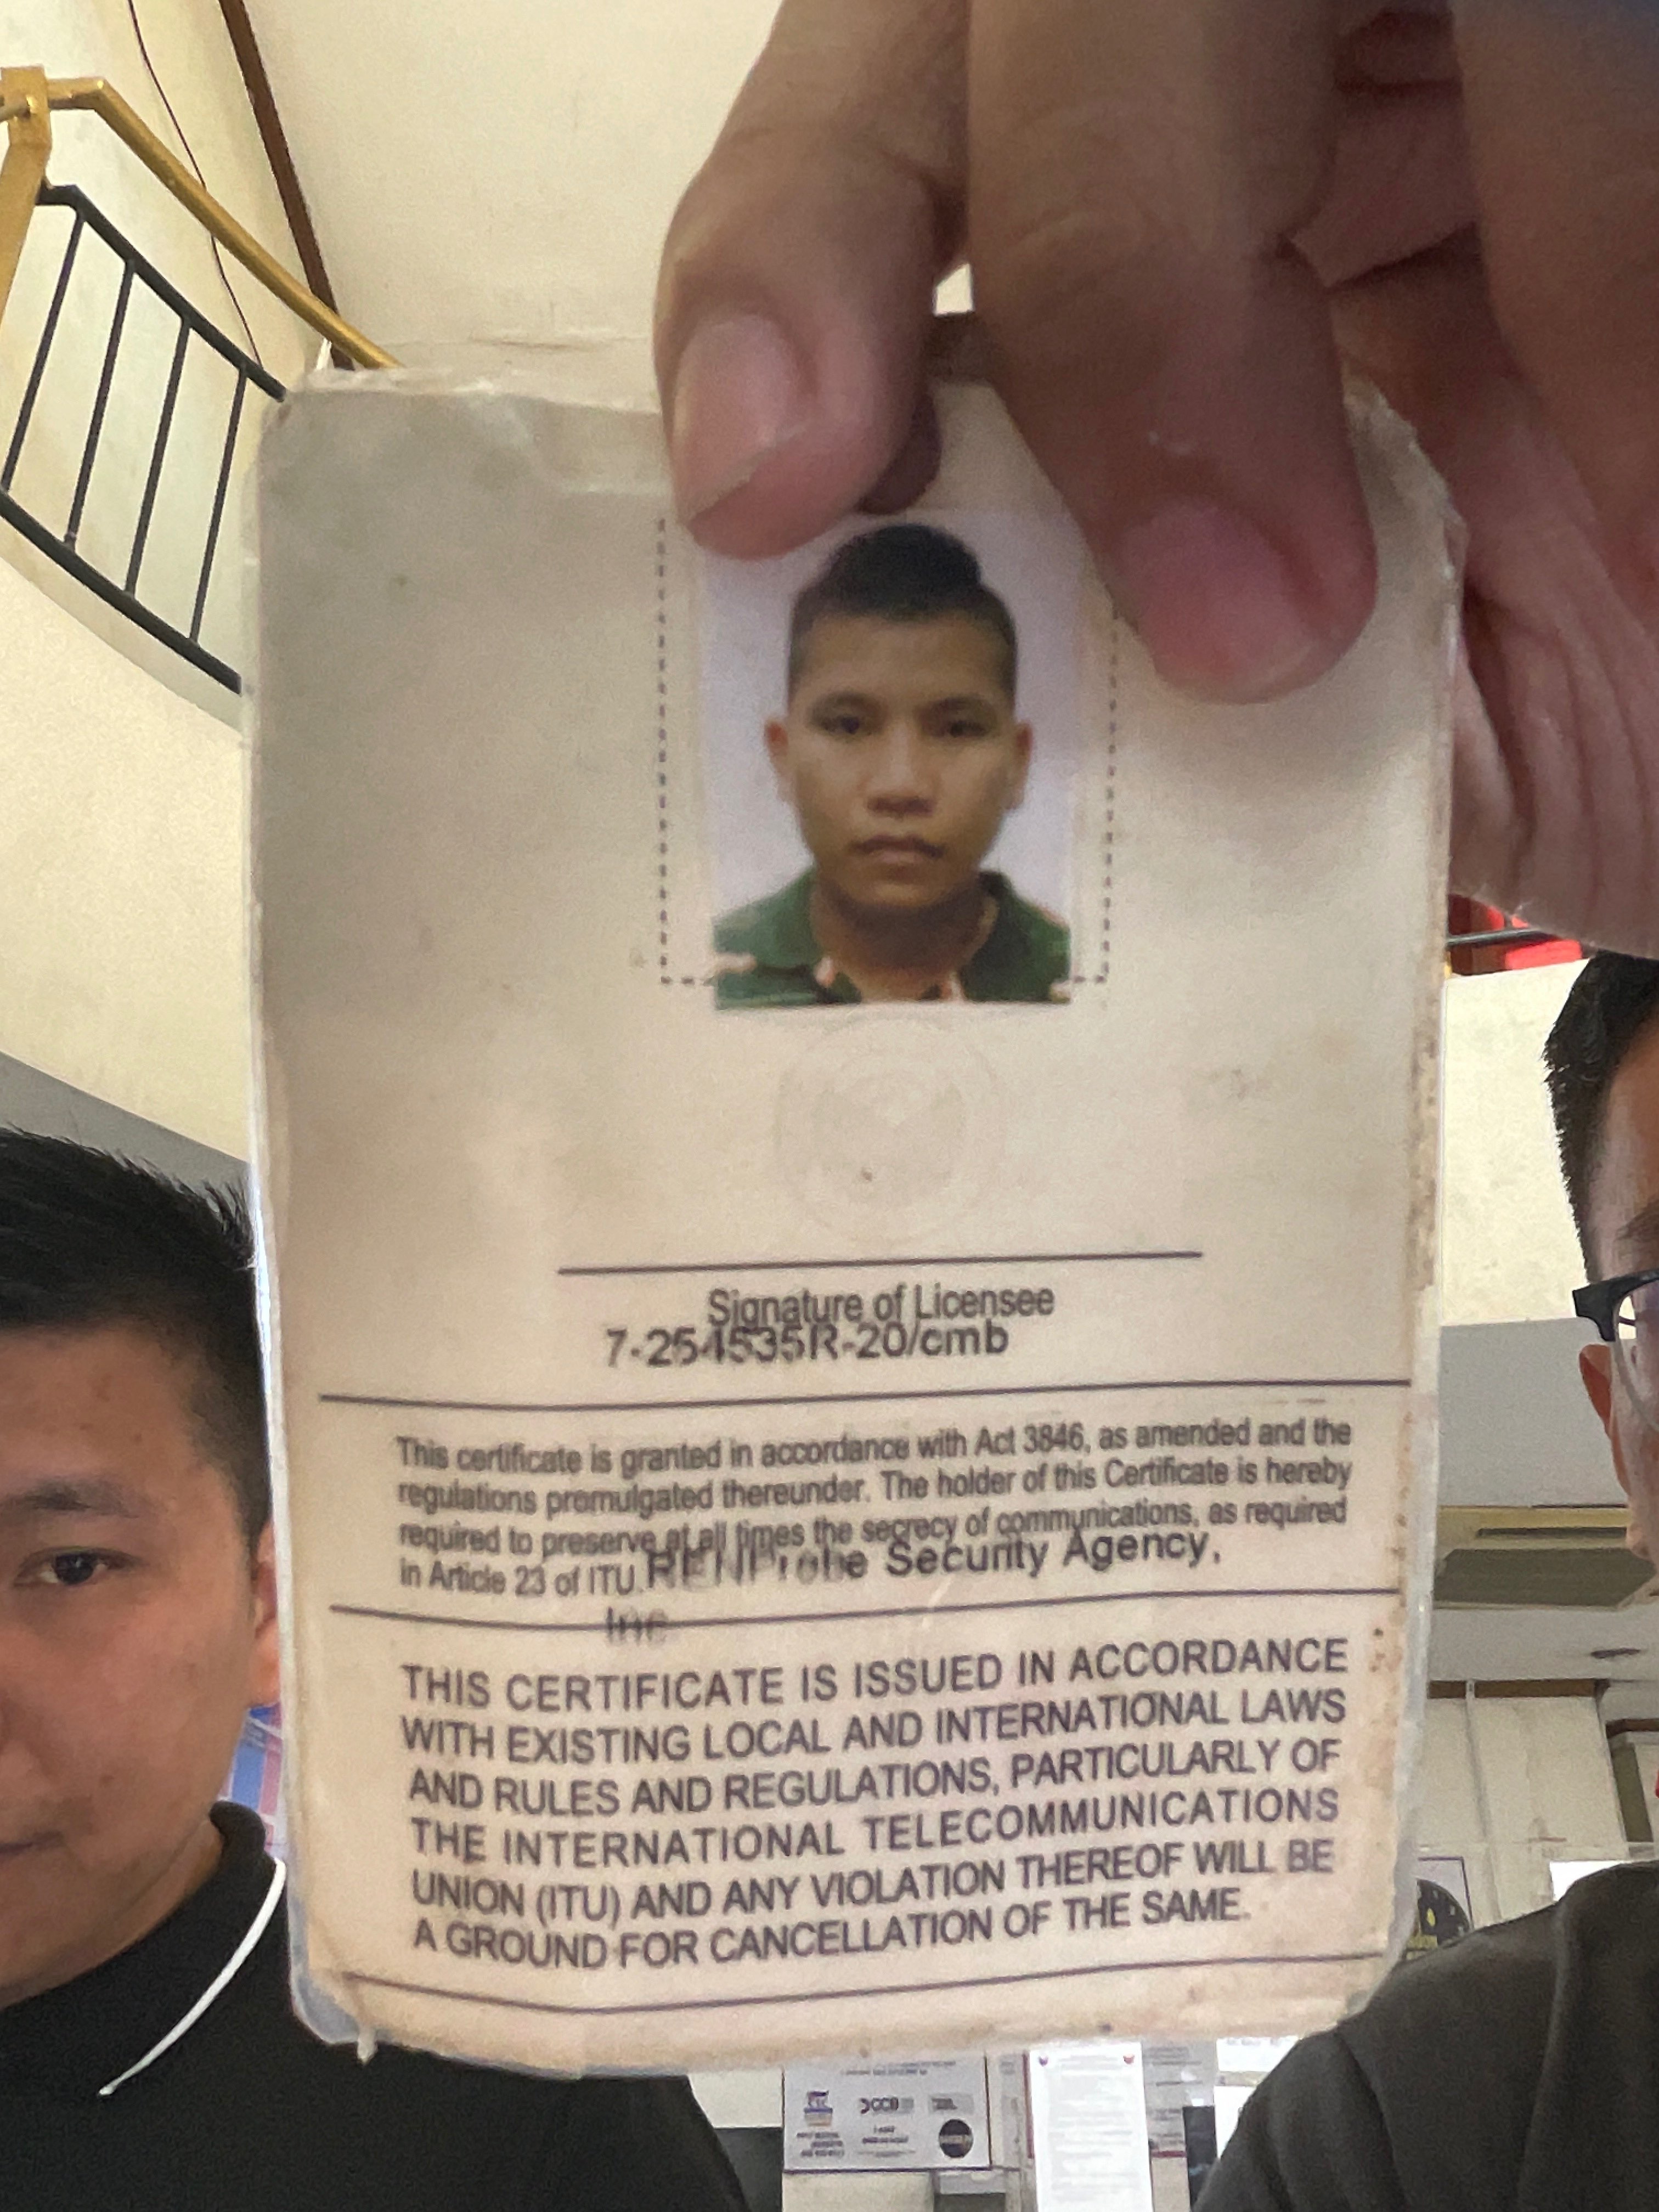 Signature of Licensee
7-254535R-20/cmb
This certificate is granted in accordance with Act 3846, as amended and the
regulations promulgated thereunder. The holder of this Certificate is hereby
required to preserve at all times the secrecy of communications, as required
in Article 23 of ITU.
RENProbe Security Agency,
Inc
THIS CERTIFICATE IS ISSUED IN ACCORDANCE
WITH EXISTING LOCAL AND INTERNATIONAL LAWS
AND RULES AND REGULATIONS, PARTICULARLY OF
THE INTERNATIONAL TELECOMMUNICATIONS
UNION (ITU) AND ANY VIOLATION THEREOF WILL BE
A GROUND FOR CANCELLATION OF THE SAME.